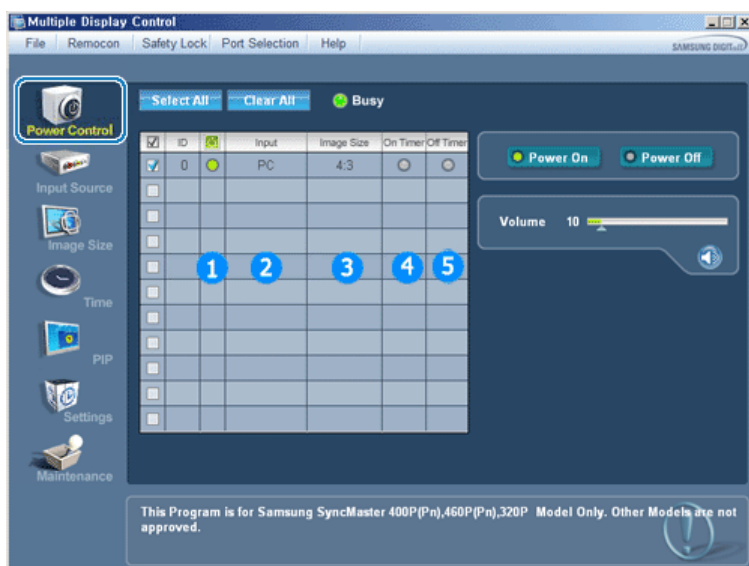 Multiple Display Control
File Remocon Safety Lock Port Selection Help
SAMSUNG DIGITall
Select All Clear All Busy
Power Control
ID Input Image Size On Timer Off Timer
0 PC 4:3
Power On Power Off
Input Source
Volume 10
Image Size
1 2 3 4 5
Time
PIP
Settings
Maintenance
This Program is for Samsung SyncMaster 400P(Pn),460P(Pn),320P Model Only. Other Models are not
approved.